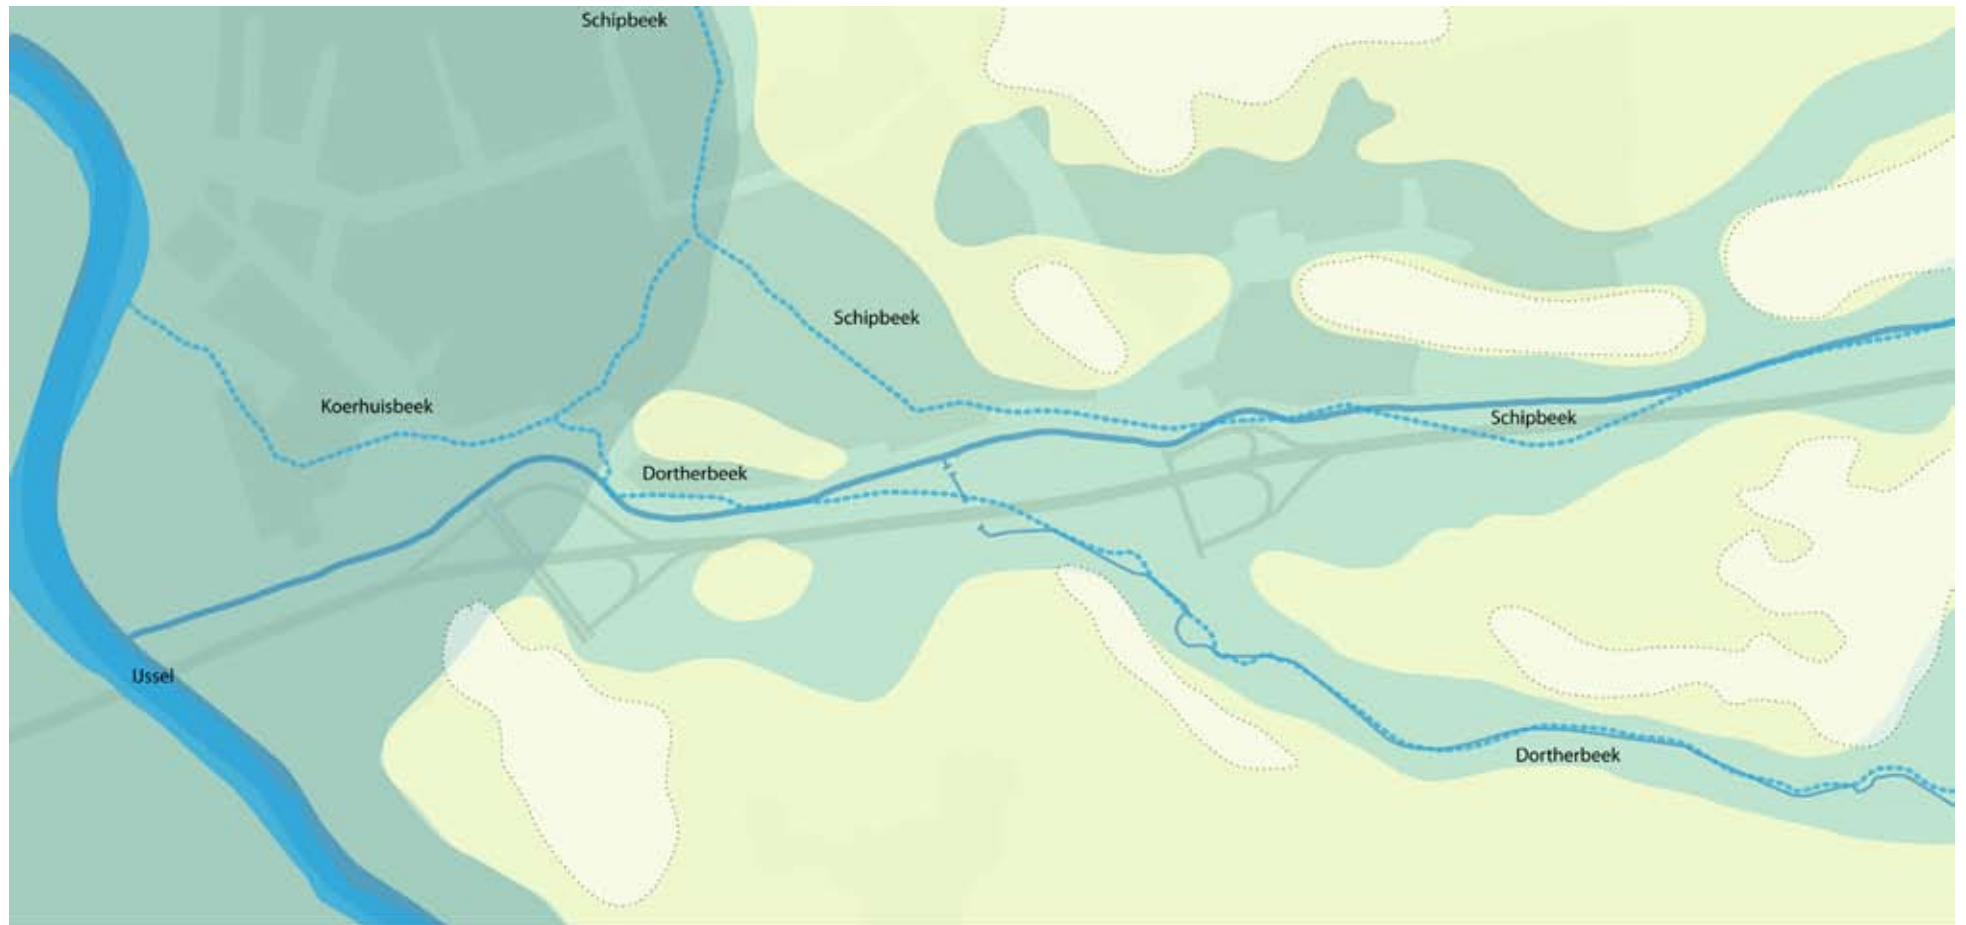 Schipbeek
Schipbeek
Koerhuisbeek
Schipbeek
Dortherbeek
IJssel
Dortherbeek